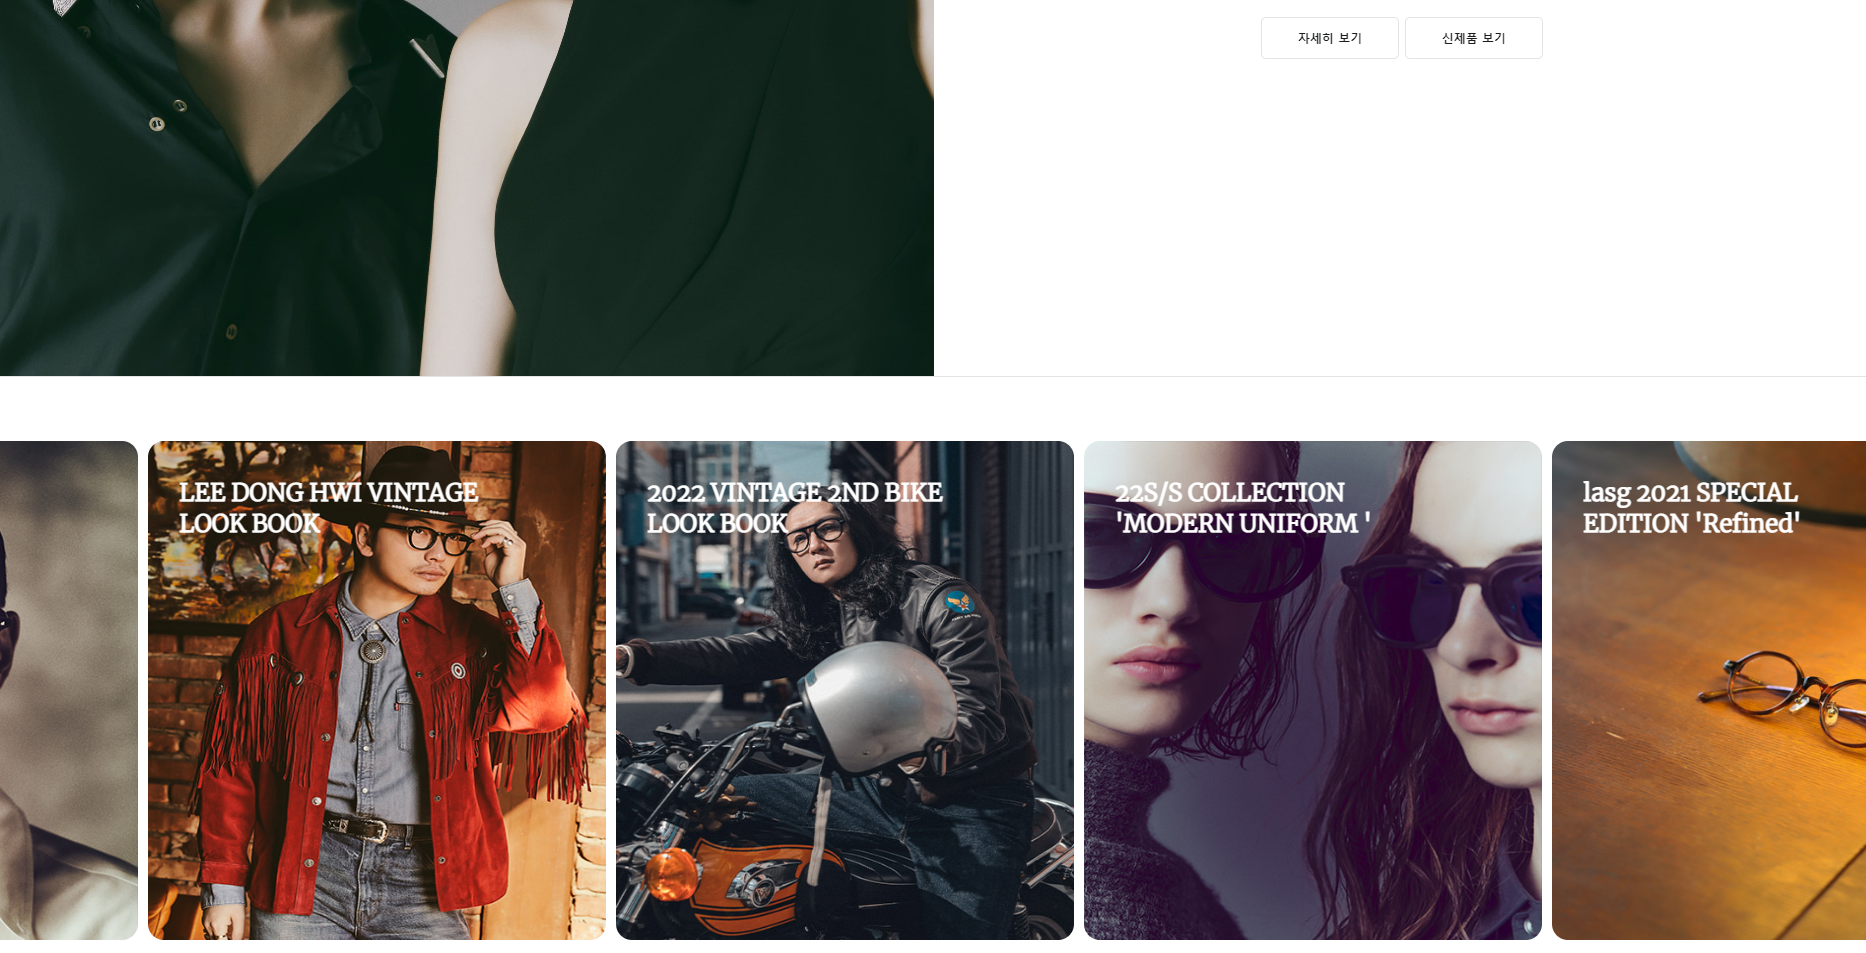 자세히 보기
신제품 보기
LEE DONG HWI VINTAGE
LOOK BOOK
2022 VINTAGE 2ND BIKE
LOOK BOOK
22S/S COLLECTION
'MODERN UNIFORM '
lasg 2021 SPECIAL
EDITION 'Refined'